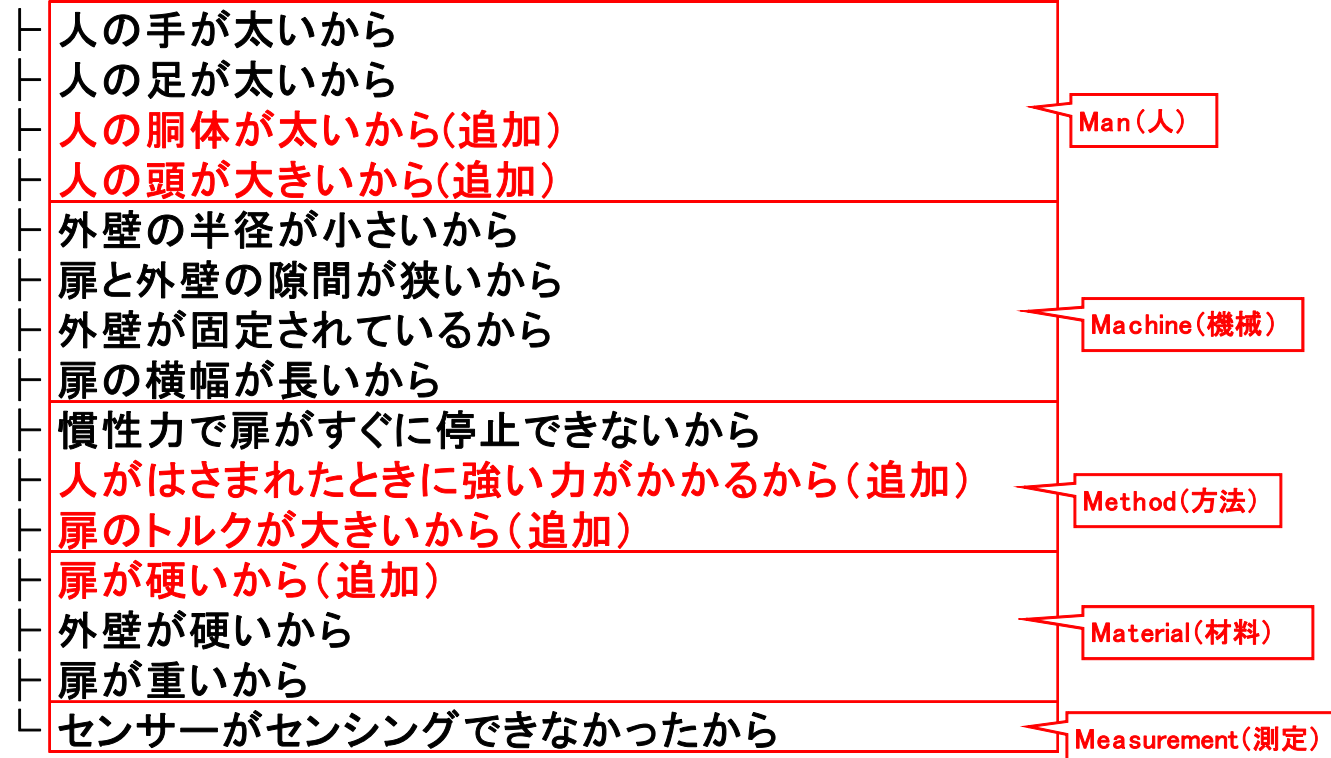 人の手が太いから
人の足が太いから
人の胴体が太いから(追加)
人の頭が大きいから(追加)
Man(人)
外壁の半径が小さいから
扉と外壁の隙間が狭いから
外壁が固定されているから
扉の横幅が長いから
Machine(機械)
慣性力で扉がすぐに停止できないから
人がはさまれたときに強い力がかかるから(追加)
扉のトルクが大きいから(追加)
Method(方法)
扉が硬いから(追加)
外壁が硬いから
扉が重いから
Material(材料)
センサーがセンシングできなかったから
Measurement(測定)